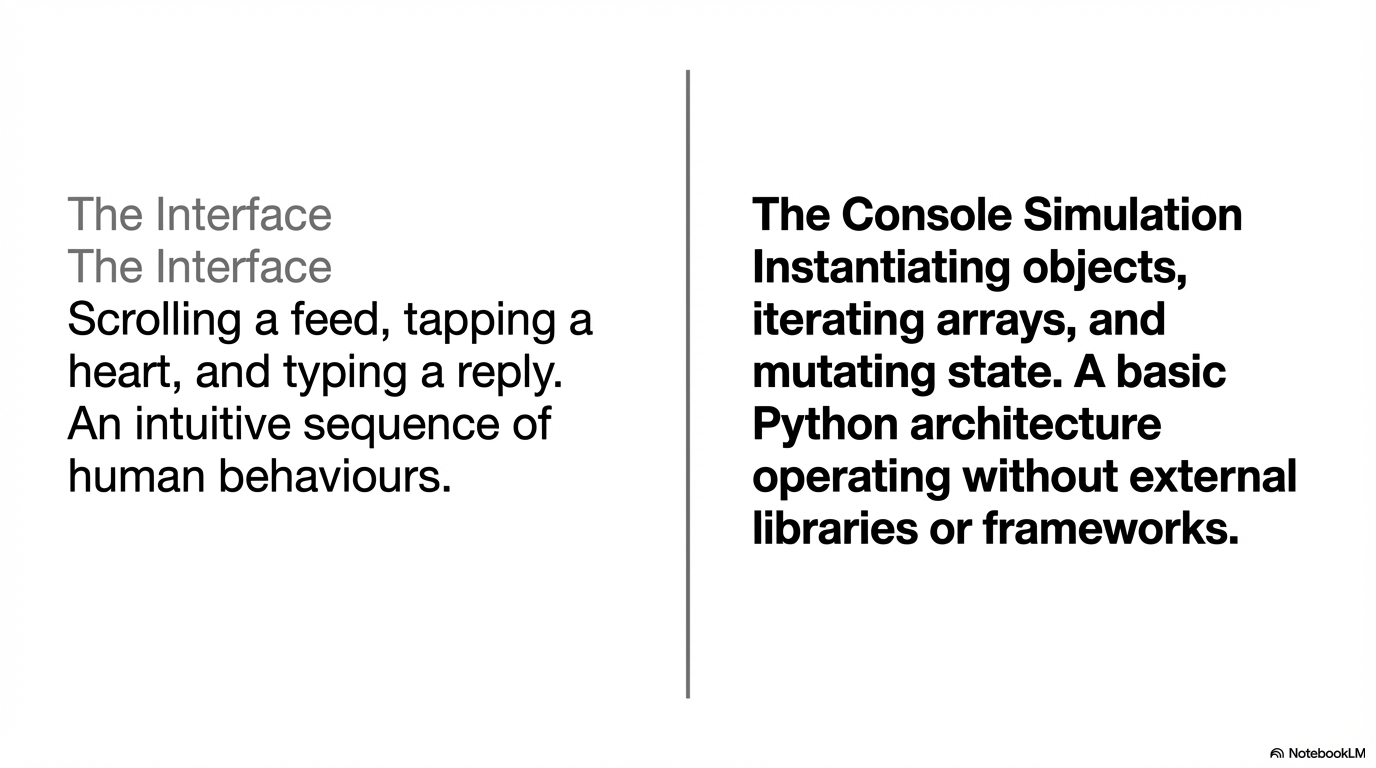 The Interface
The Interface
Scrolling a feed, tapping a
heart, and typing a reply.
An intuitive sequence of
human behaviours.
The Console Simulation
Instantiating objects,
iterating arrays, and
mutating state. A basic
Python architecture
operating without external
libraries or frameworks.
NotebookLM